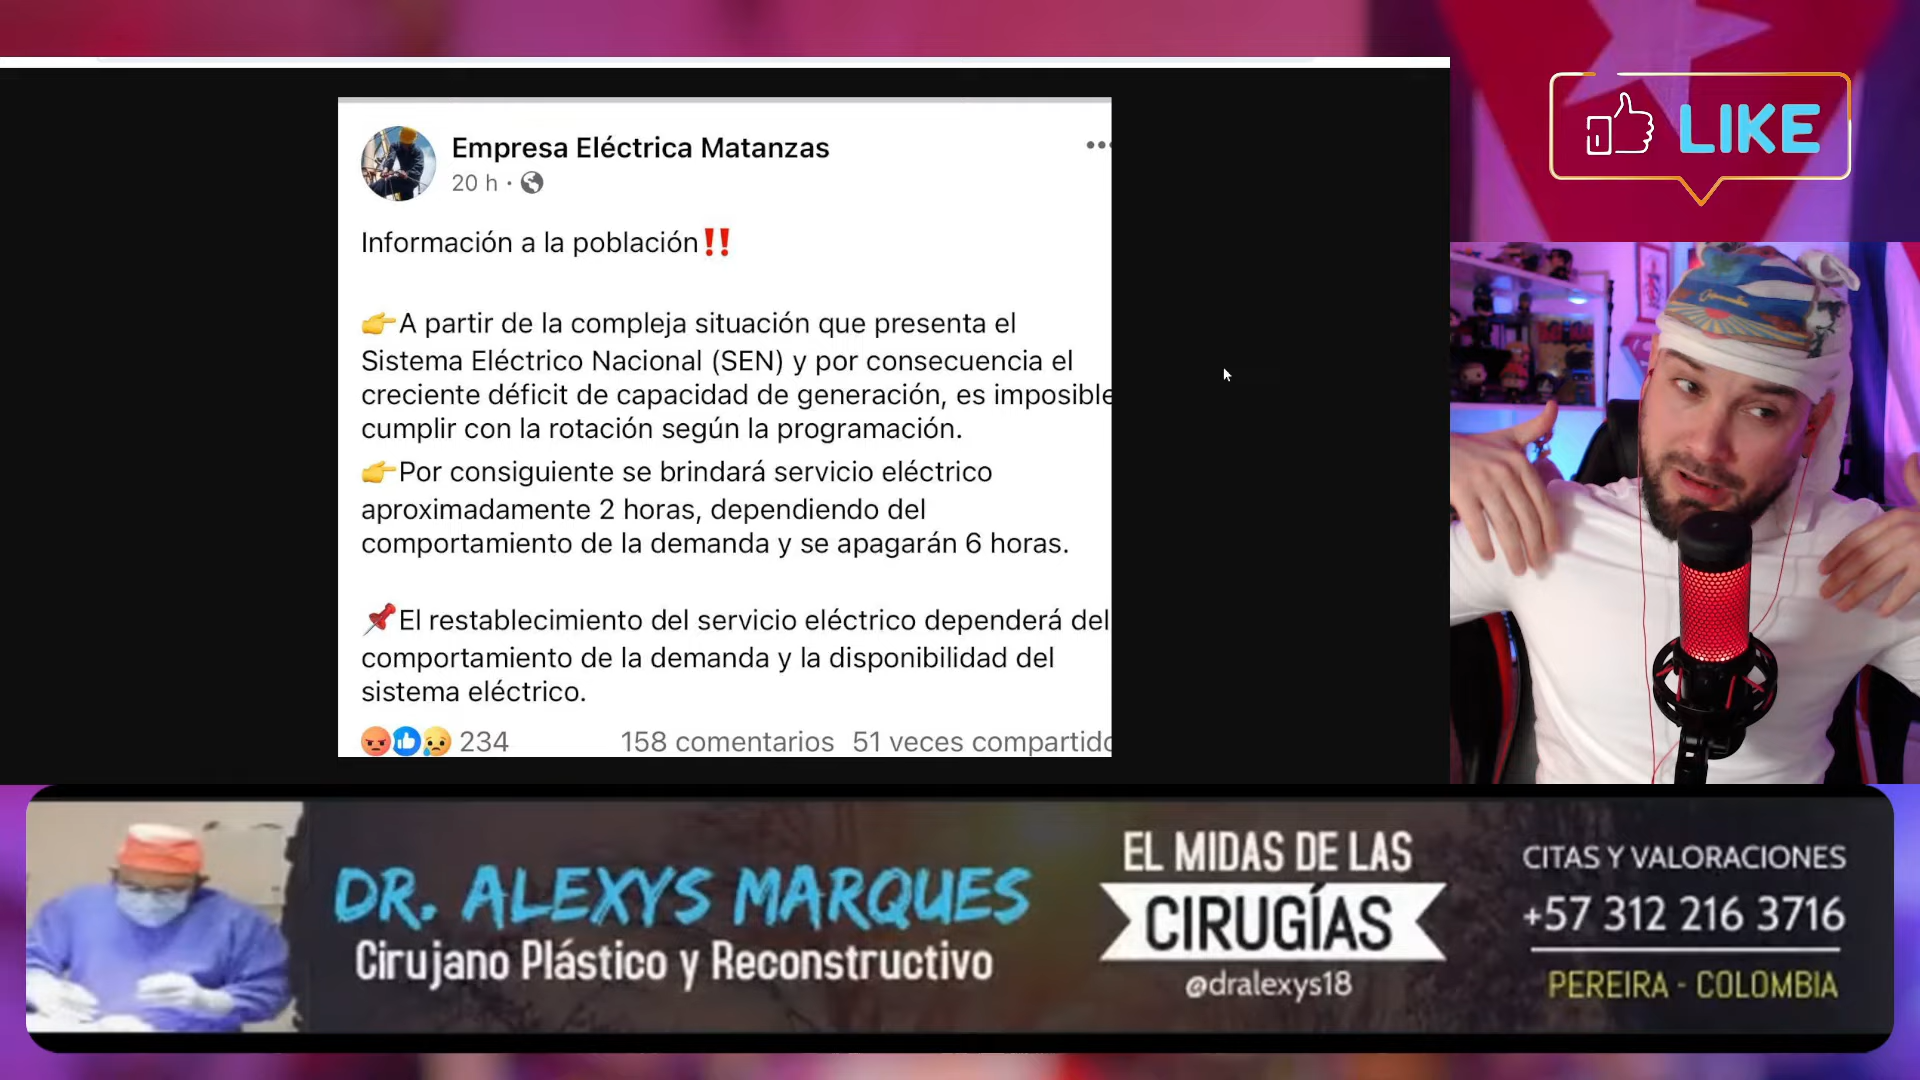 Empresa Eléctrica Matanzas
20 h ·
Información a la población‼️
👉A partir de la compleja situación que presenta el
Sistema Eléctrico Nacional (SEN) y por consecuencia el
creciente déficit de capacidad de generación, es imposible
cumplir con la rotación según la programación.
👉Por consiguiente se brindará servicio eléctrico
aproximadamente 2 horas, dependiendo del
comportamiento de la demanda y se apagarán 6 horas.
📌El restablecimiento del servicio eléctrico dependerá del
comportamiento de la demanda y la disponibilidad del
sistema eléctrico.
234 158 comentarios 51 veces compartido
LIKE
DR. ALEXYS MARQUES
Cirujano Plástico y Reconstructivo
EL MIDAS DE LAS
CIRUGÍAS
@dralexys18
CITAS Y VALORACIONES
+57 312 216 3716
PEREIRA - COLOMBIA